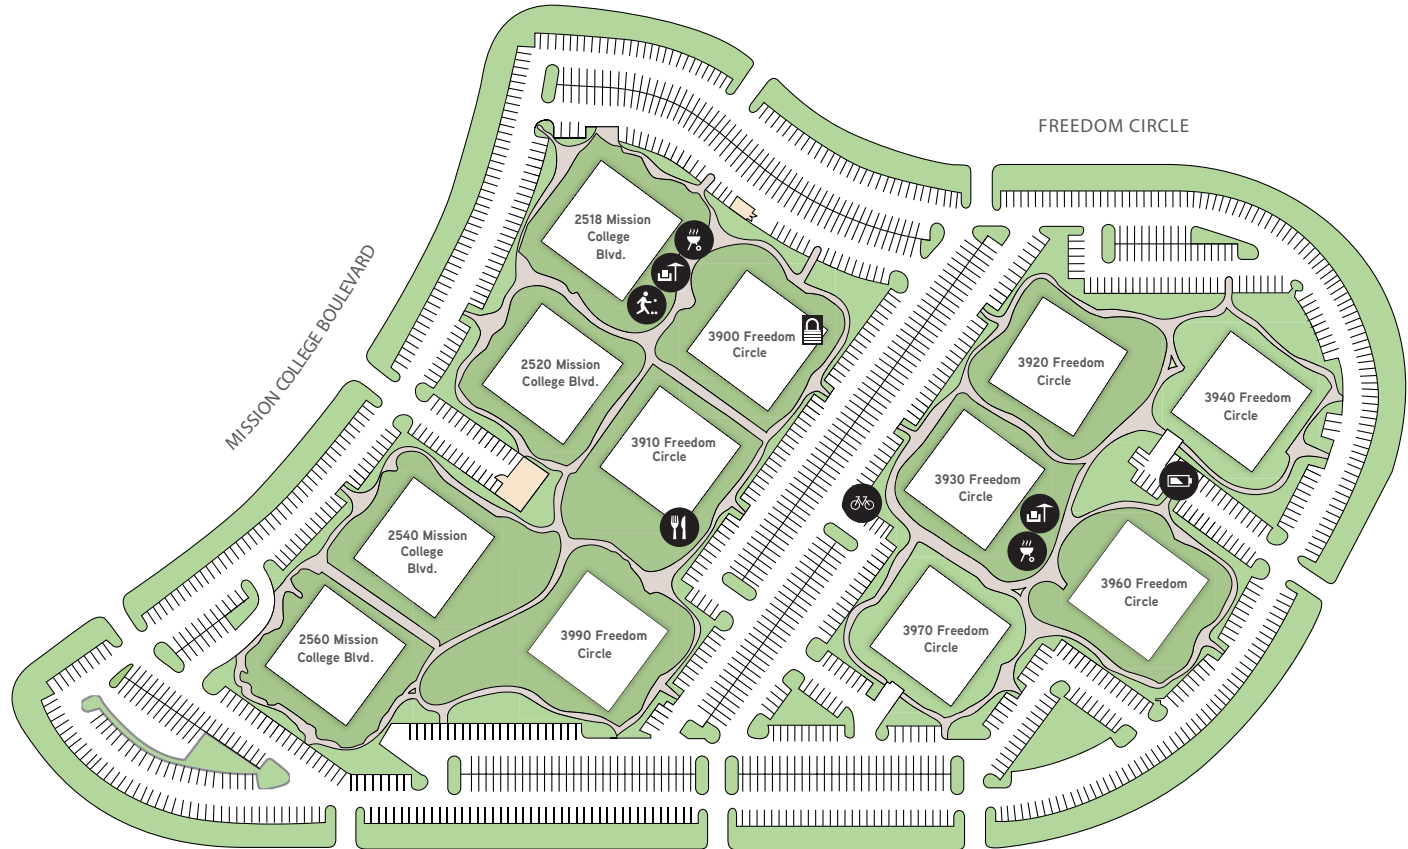 FREEDOM CIRCLE
MISSION COLLEGE BOULEVARD
2518 Mission
College
Blvd.
3900 Freedom
Circle
2520 Mission
College Blvd.
3910 Freedom
Circle
3920 Freedom
Circle
3940 Freedom
Circle
3930 Freedom
Circle
2540 Mission
College
Blvd.
3960 Freedom
Circle
2560 Mission
College Blvd.
3990 Freedom
Circle
3970 Freedom
Circle